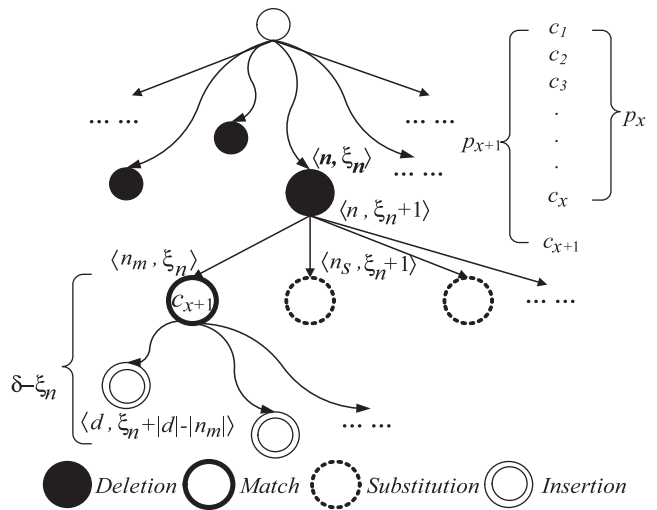 c₁
c₂
c₃
.
.
.
cₓ
cₓ₊₁
pₓ
pₓ₊₁
... ...
... ...
... ...
⟨n, ξₙ⟩
⟨n, ξₙ+1⟩
⟨nₘ, ξₙ⟩
⟨nₛ, ξₙ+1⟩
cₓ₊₁
... ...
δ−ξₙ
⟨d, ξₙ+|d|-|nₘ|⟩
... ...
Deletion Match Substitution Insertion